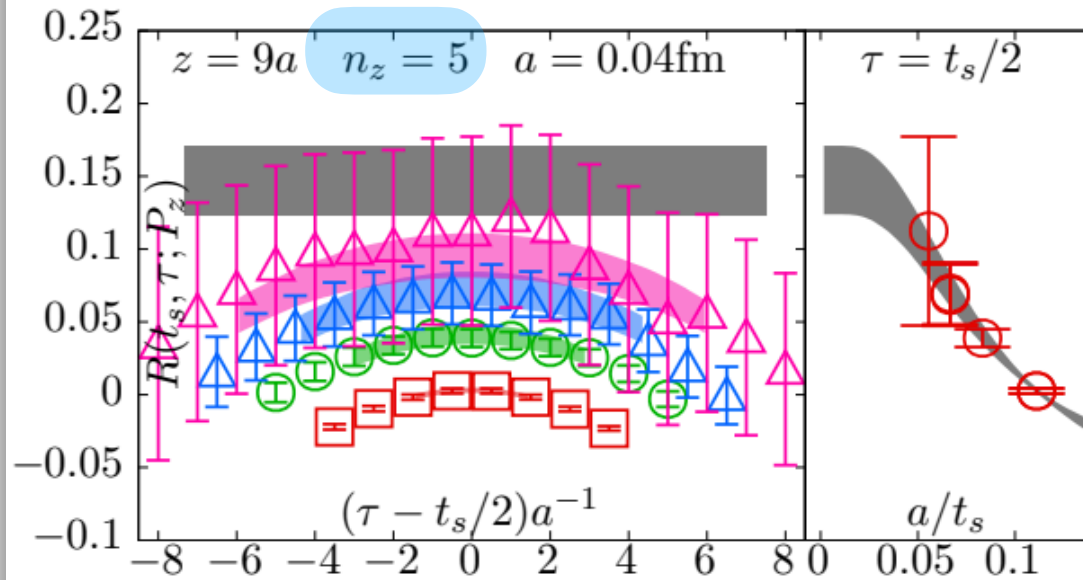 0.25
0.2
0.15
0.1
0.05
0
−0.05
−0.1
R(t_s, τ; P_z)
z = 9a n_z = 5 a = 0.04fm
(τ − t_s/2)a^{−1}
−8 −6 −4 −2 0 2 4 6 8
τ = t_s/2
a/t_s
0 0.05 0.1